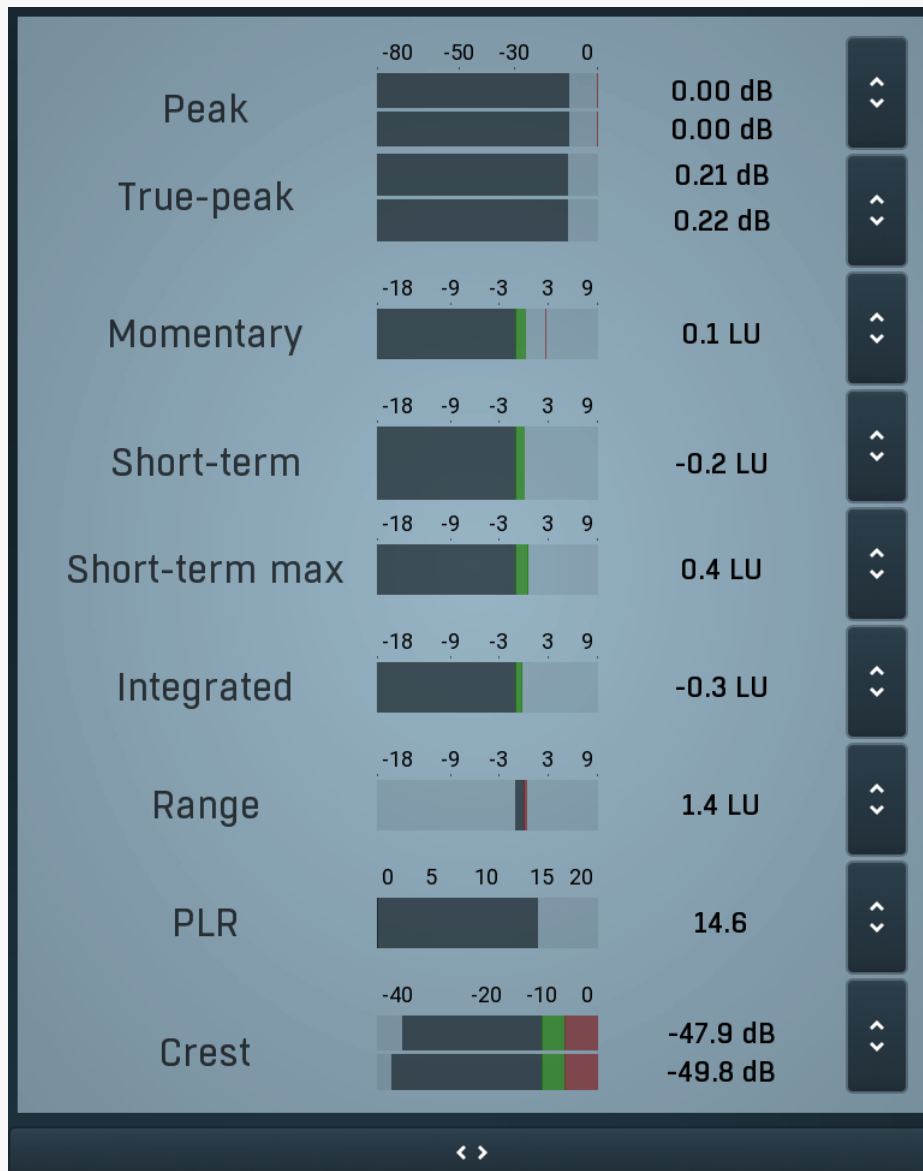 -80 -50 -30 0
Peak
0.00 dB
0.00 dB
True-peak
0.21 dB
0.22 dB
-18 -9 -3 3 9
Momentary
0.1 LU
-18 -9 -3 3 9
Short-term
-0.2 LU
-18 -9 -3 3 9
Short-term max
0.4 LU
-18 -9 -3 3 9
Integrated
-0.3 LU
-18 -9 -3 3 9
Range
1.4 LU
0 5 10 15 20
PLR
14.6
-40 -20 -10 0
Crest
-47.9 dB
-49.8 dB